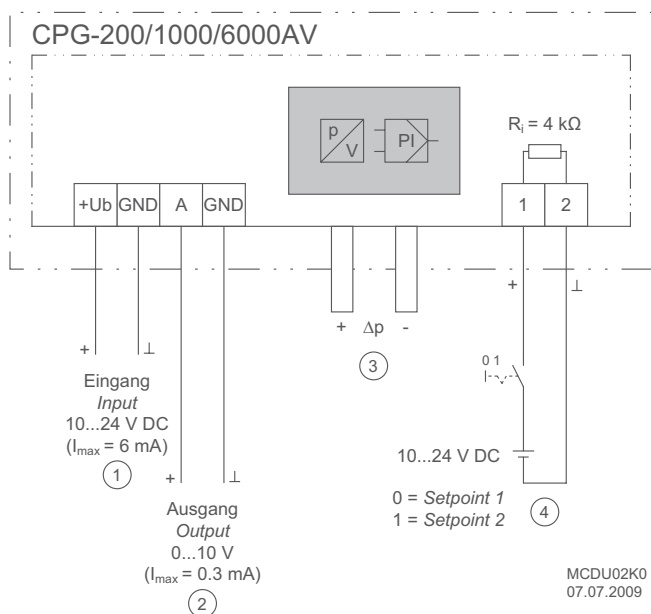 CPG-200/1000/6000AV
p
V
PI
Rᵢ = 4 kΩ
+Ub GND A GND
1 2
+ ⊥
+ Δp -
3
0 1
+ ⊥
Eingang
Input
10...24 V DC
(Imax = 6 mA)
1
10...24 V DC
0 = Setpoint 1
1 = Setpoint 2
4
+ ⊥
Ausgang
Output
0...10 V
(Imax = 0.3 mA)
2
MCDU02K0
07.07.2009